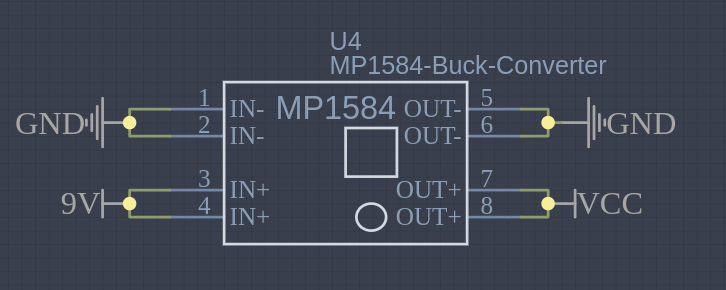 U4
MP1584-Buck-Converter
1 IN- MP1584 OUT- 5
GND GND
2 IN- OUT- 6
3 IN+ OUT+ 7
9V VCC
4 IN+ OUT+ 8